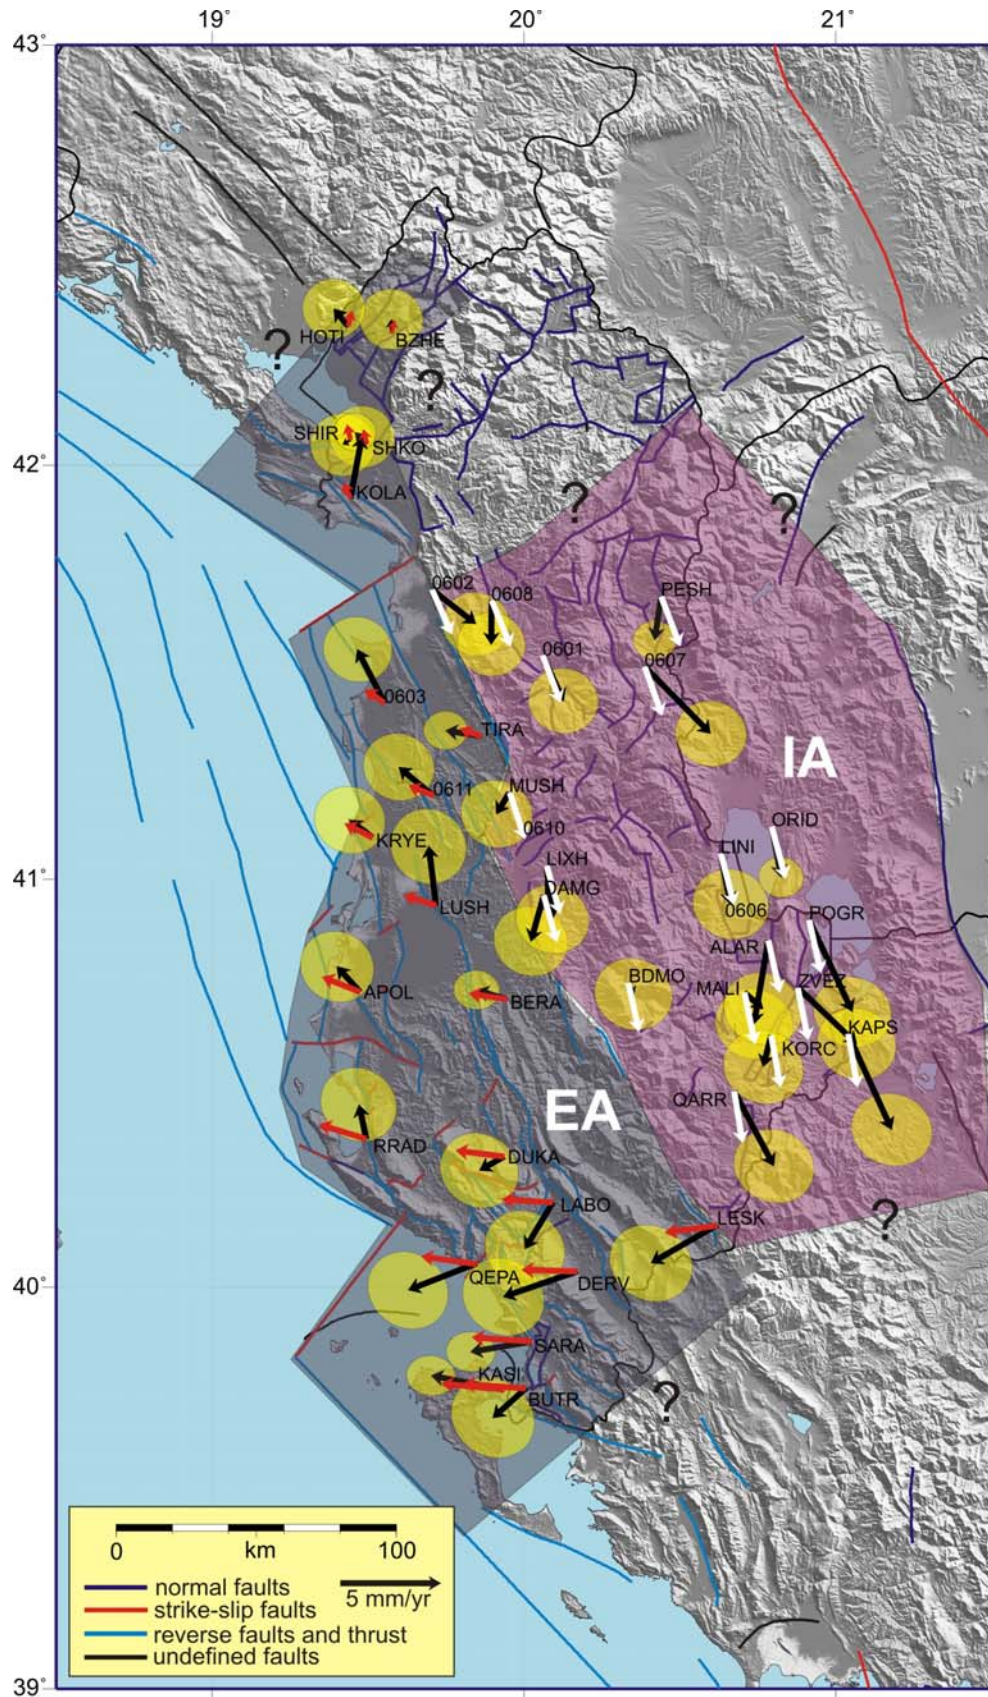 19° 20° 21°
43°
HOTI BZHE
?
?
SHIR
SHKO
42°
KOLA
? ?
0602
0608 PESH
0601
0607
0603
TIRA IA
0611 MUSH
ORID
0610
KRYE
LINI
LIXH
41°
DAMG
LUSH 0606 POGR
ALAR
BDMO ZVEZ
MALI
APOL BERA
KAPS
KORC
QARR
EA
RRAD
DUKA
LABO LESK ?
QEPA
DERV
40°
SARA
KASI
BUTR ?
0 km 100
normal faults
5 mm/yr
strike-slip faults
reverse faults and thrust
undefined faults
39°